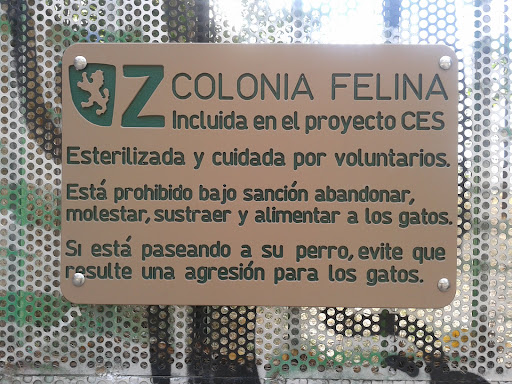 Z COLONIA FELINA
Incluida en el proyecto CES
Esterilizada y cuidada por voluntarios.
Está prohibido bajo sanción abandonar,
molestar, sustraer y alimentar a los gatos.
Si está paseando a su perro, evite que
resulte una agresión para los gatos.